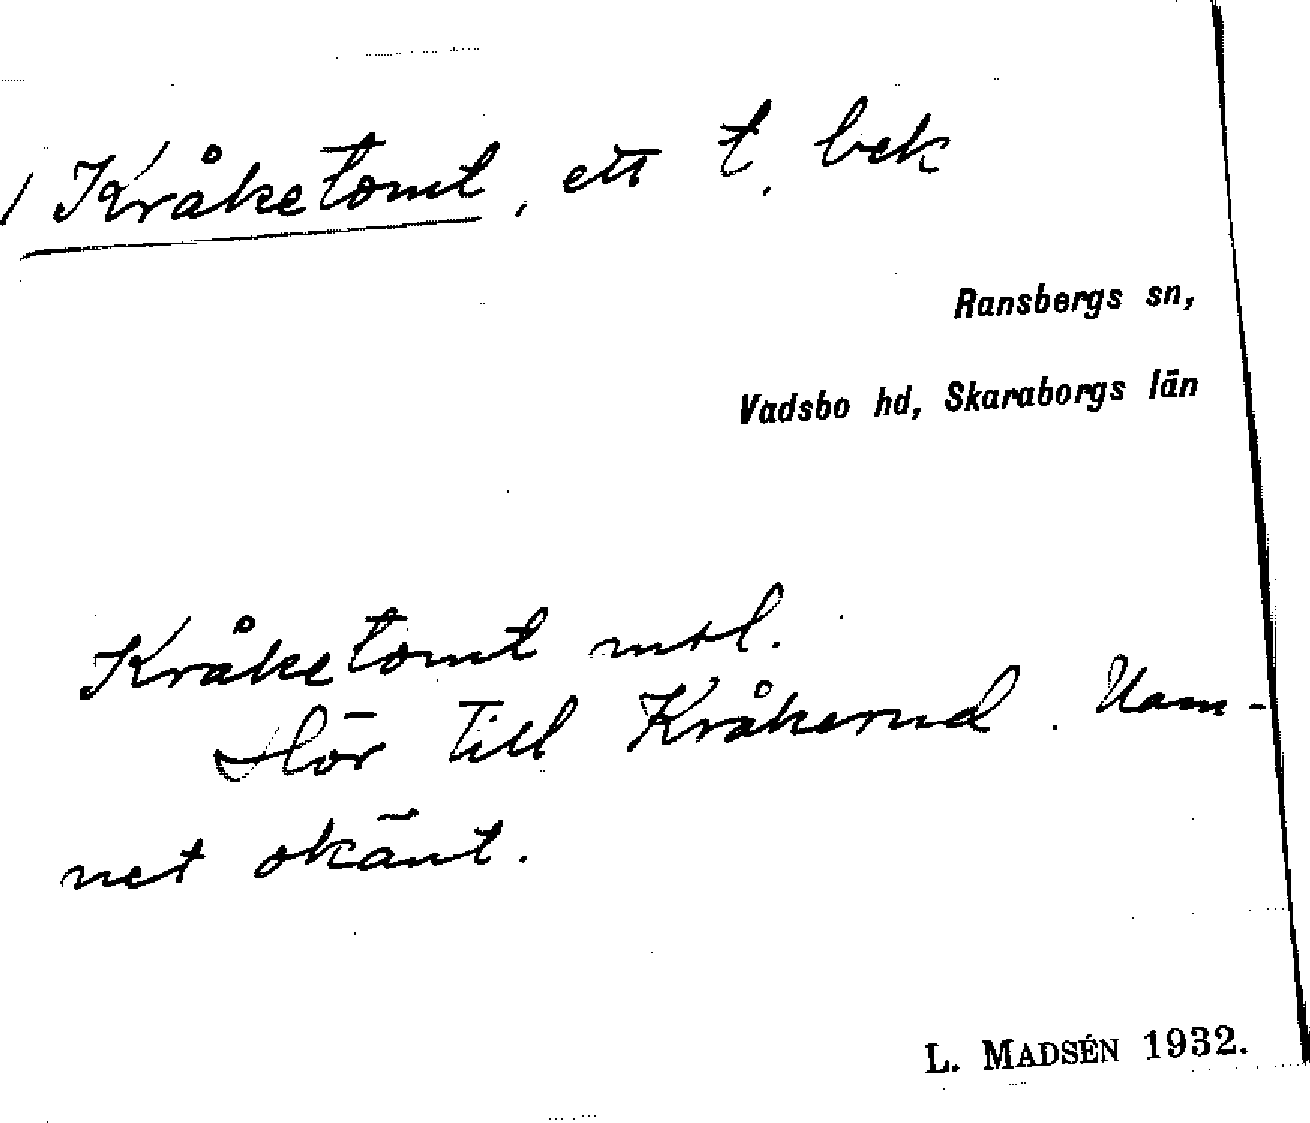 / Kråketomt, ett t. bek
Ransbergs sn,
Vadsbo hd, Skaraborgs län
Kråketomt mtl.
Hör till Kråkerud. Nam-
net okänt.
L. MADSÉN 1932.